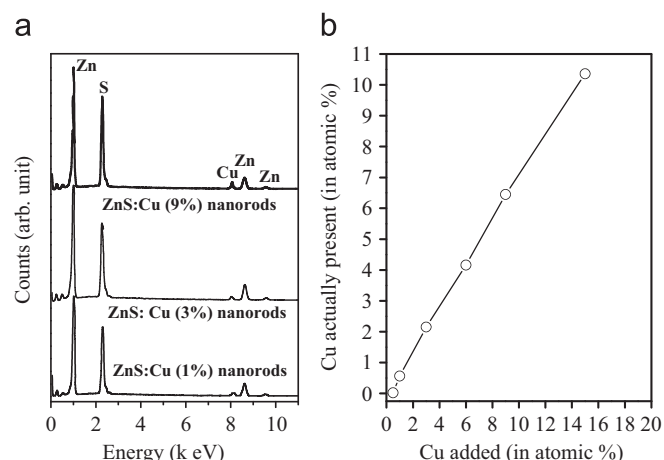 a
Zn
S
Cu
Zn
Zn
ZnS:Cu (9%) nanorods
ZnS: Cu (3%) nanorods
ZnS:Cu (1%) nanorods
Counts (arb. unit)
0 2 4 6 8 10
Energy (k eV)
b
11
10
9
8
7
6
5
4
3
2
1
0
Cu actually present (in atomic %)
0 2 4 6 8 10 12 14 16 18 20
Cu added (in atomic %)